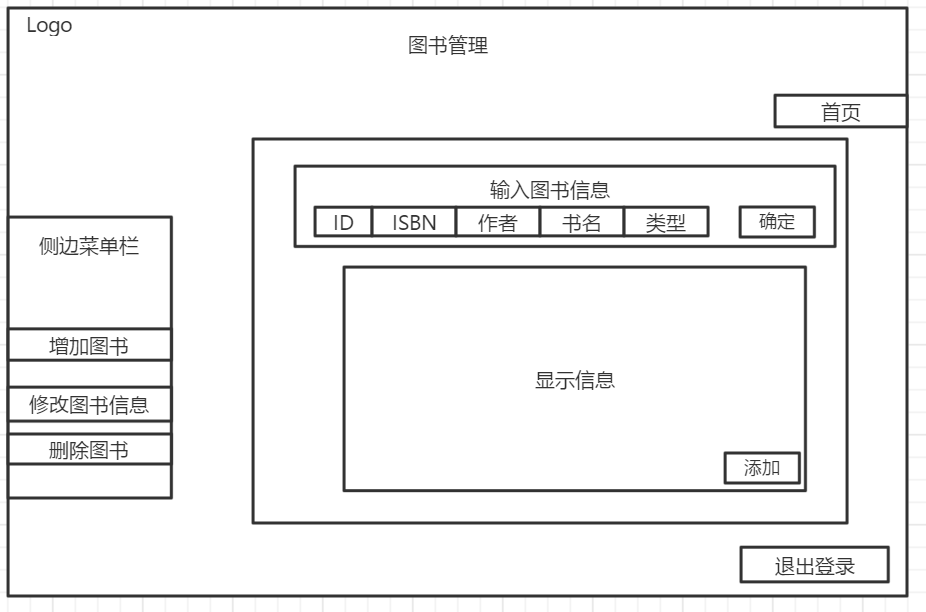 Logo
图书管理
首页
输入图书信息
ID ISBN 作者 书名 类型 确定
侧边菜单栏
增加图书
修改图书信息
删除图书
显示信息
添加
退出登录